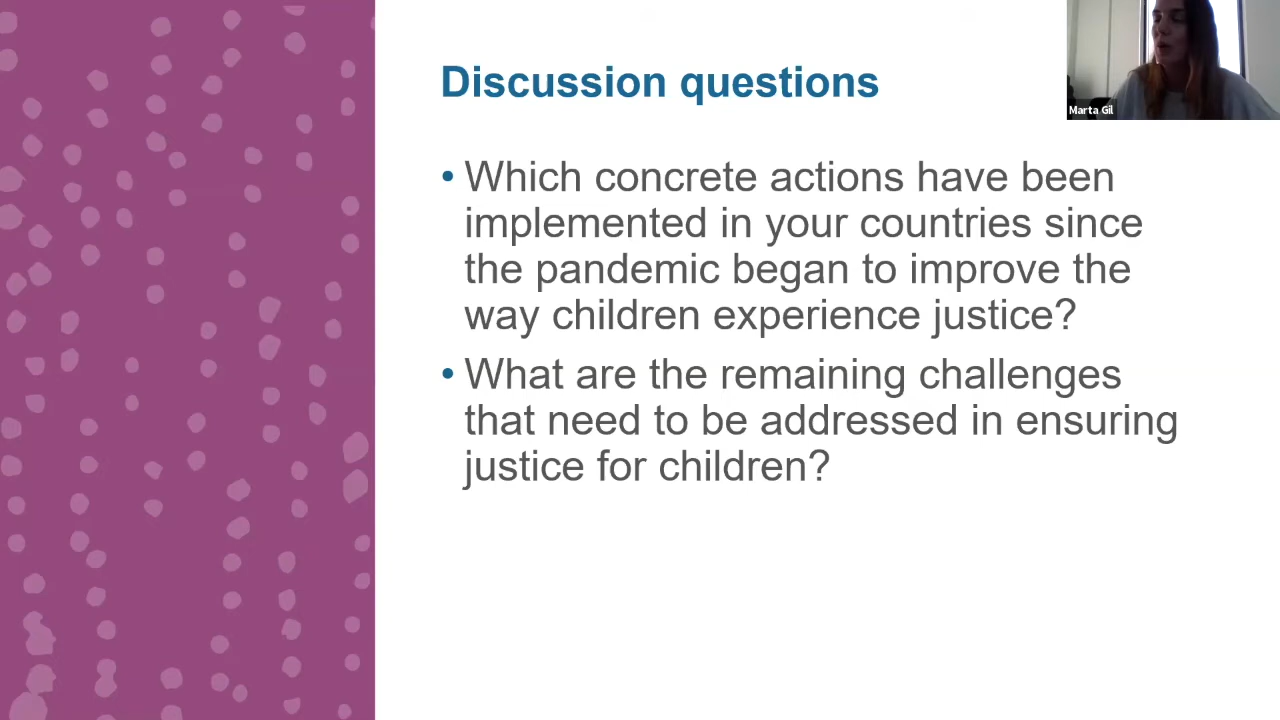 Discussion questions
Marta Gil
• Which concrete actions have been
implemented in your countries since
the pandemic began to improve the
way children experience justice?
• What are the remaining challenges
that need to be addressed in ensuring
justice for children?